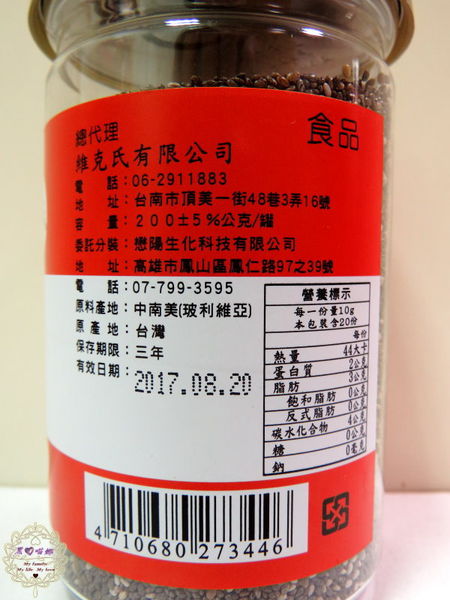 食品
總代理
維克氏有限公司
電　話：06-2911883
地　址：台南市頂美一街48巷3弄16號
容　量：200±5%公克/罐
委託分裝：懋陽生化科技有限公司
地　址：高雄市鳳山區鳳仁路97之39號
電　話：07-799-3595
原料產地：中南美(玻利維亞)
原產地：台灣
保存期限：三年
有效日期：2017.08.20
營養標示
每一份量10g
本包裝含20份
每份
熱量 44大卡
蛋白質 2公克
脂肪 3公克
飽和脂肪 0公克
反式脂肪 0公克
碳水化合物 4公克
糖 0公克
鈉 0毫克
4 710680 273446
My family
My life My love